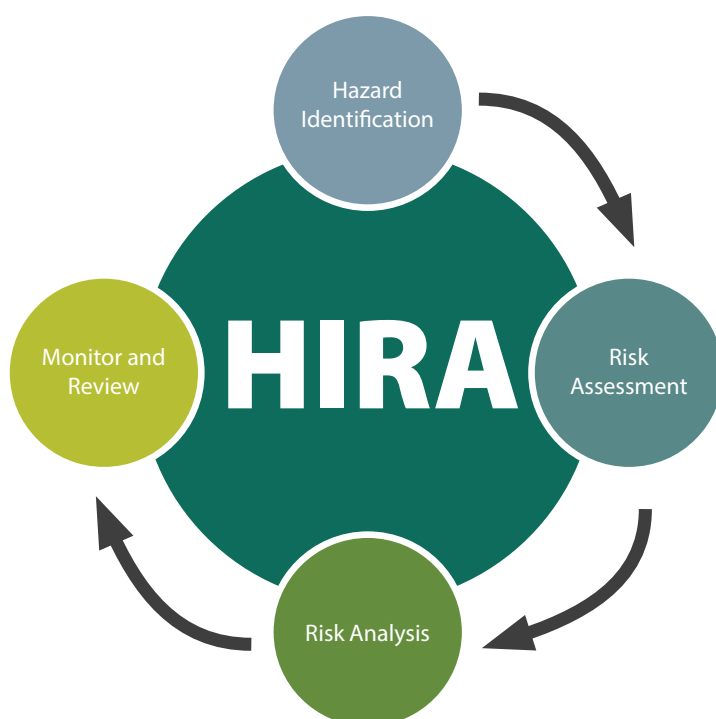 Hazard
Identification
HIRA
Monitor and
Review
Risk
Assessment
Risk Analysis